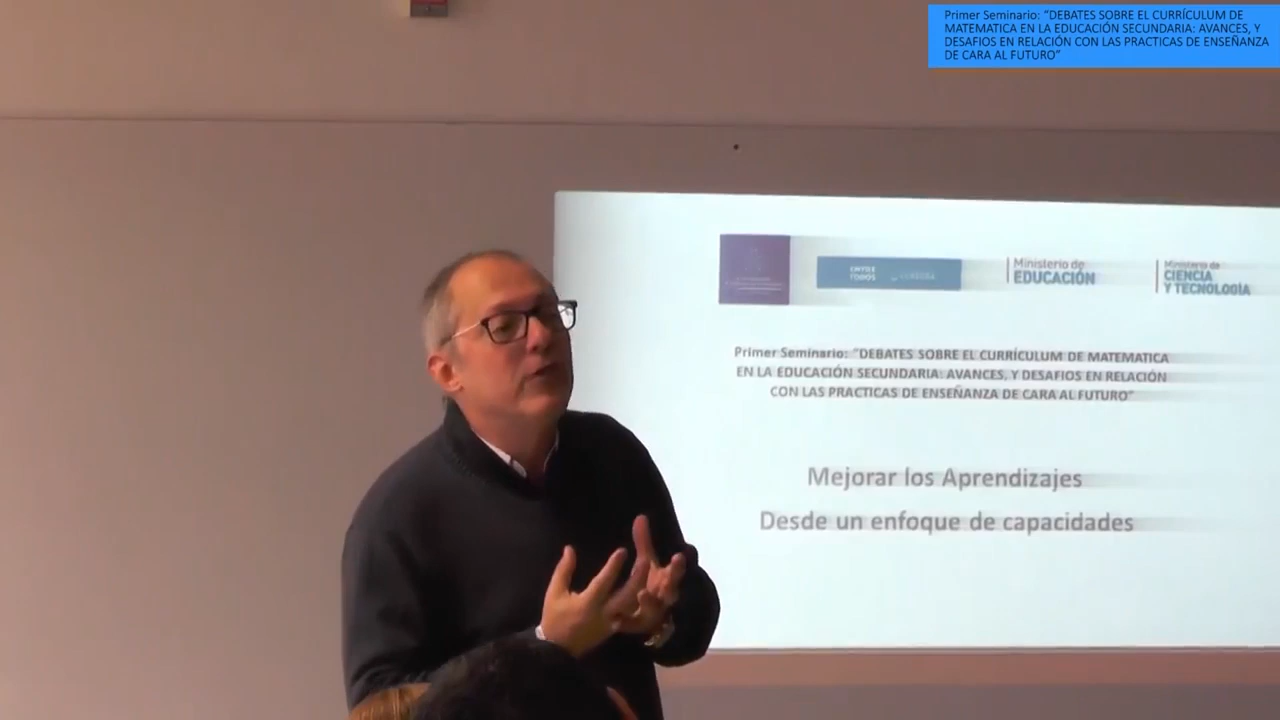 Primer Seminario: "DEBATES SOBRE EL CURRÍCULUM DE
MATEMATICA EN LA EDUCACIÓN SECUNDARIA: AVANCES, Y
DESAFIOS EN RELACIÓN CON LAS PRACTICAS DE ENSEÑANZA
DE CARA AL FUTURO"
ENTRE
TODOS
CÓRDOBA
Ministerio de
EDUCACIÓN
Ministerio de
CIENCIA
Y TECNOLOGÍA
Primer Seminario: "DEBATES SOBRE EL CURRÍCULUM DE MATEMATICA
EN LA EDUCACIÓN SECUNDARIA: AVANCES, Y DESAFIOS EN RELACIÓN
CON LAS PRACTICAS DE ENSEÑANZA DE CARA AL FUTURO"
Mejorar los Aprendizajes
Desde un enfoque de capacidades